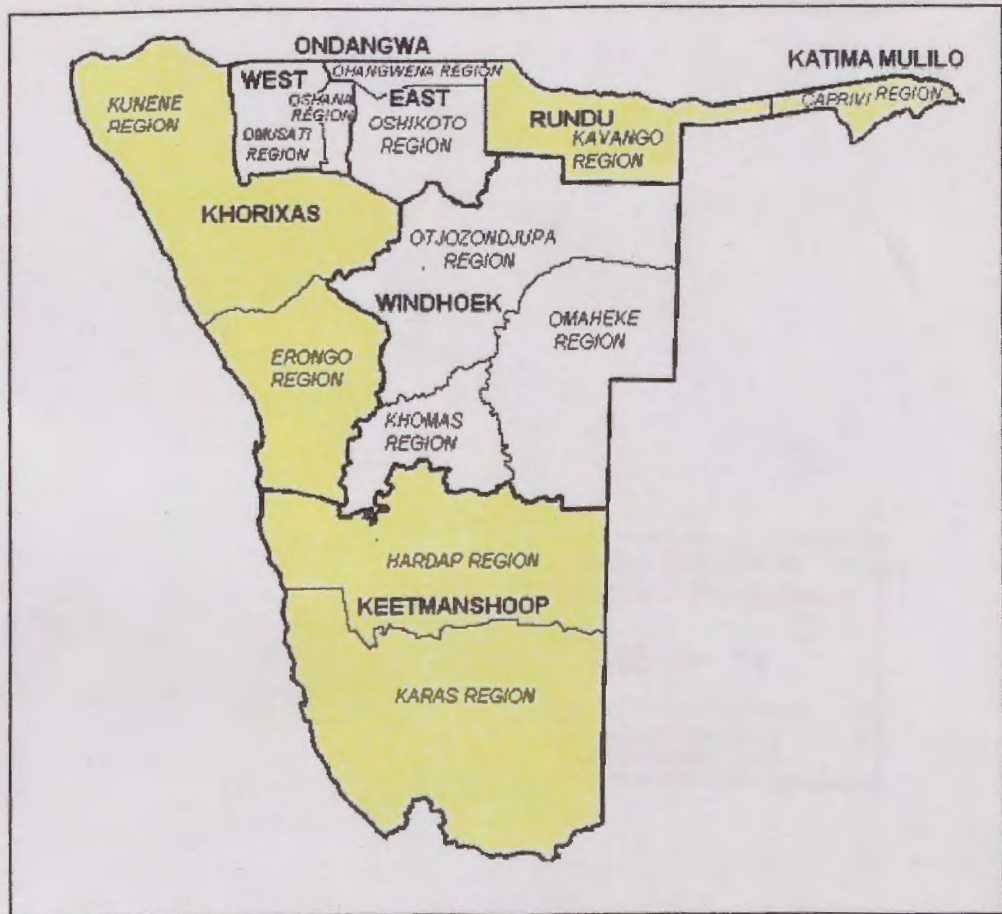 ONDANGWA
KATIMA MULILO
OHANGWENA REGION
WEST
KUNENE
REGION
OSHANA
REGION
EAST
OSHIKOTO
REGION
CAPRIVI REGION
RUNDU
KAVANGO
REGION
OMUSATI
REGION
KHORIXAS
OTJOZONDJUPA
REGION
WINDHOEK
OMAHEKE
REGION
ERONGO
REGION
KHOMAS
REGION
HARDAP REGION
KEETMANSHOOP
KARAS REGION